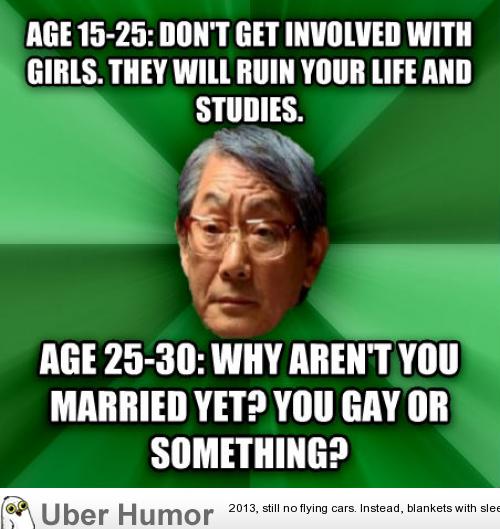 AGE 15-25: DON'T GET INVOLVED WITH
GIRLS. THEY WILL RUIN YOUR LIFE AND
STUDIES.
AGE 25-30: WHY AREN'T YOU
MARRIED YET? YOU GAY OR
SOMETHING?
Uber Humor 2013, still no flying cars. Instead, blankets with slee